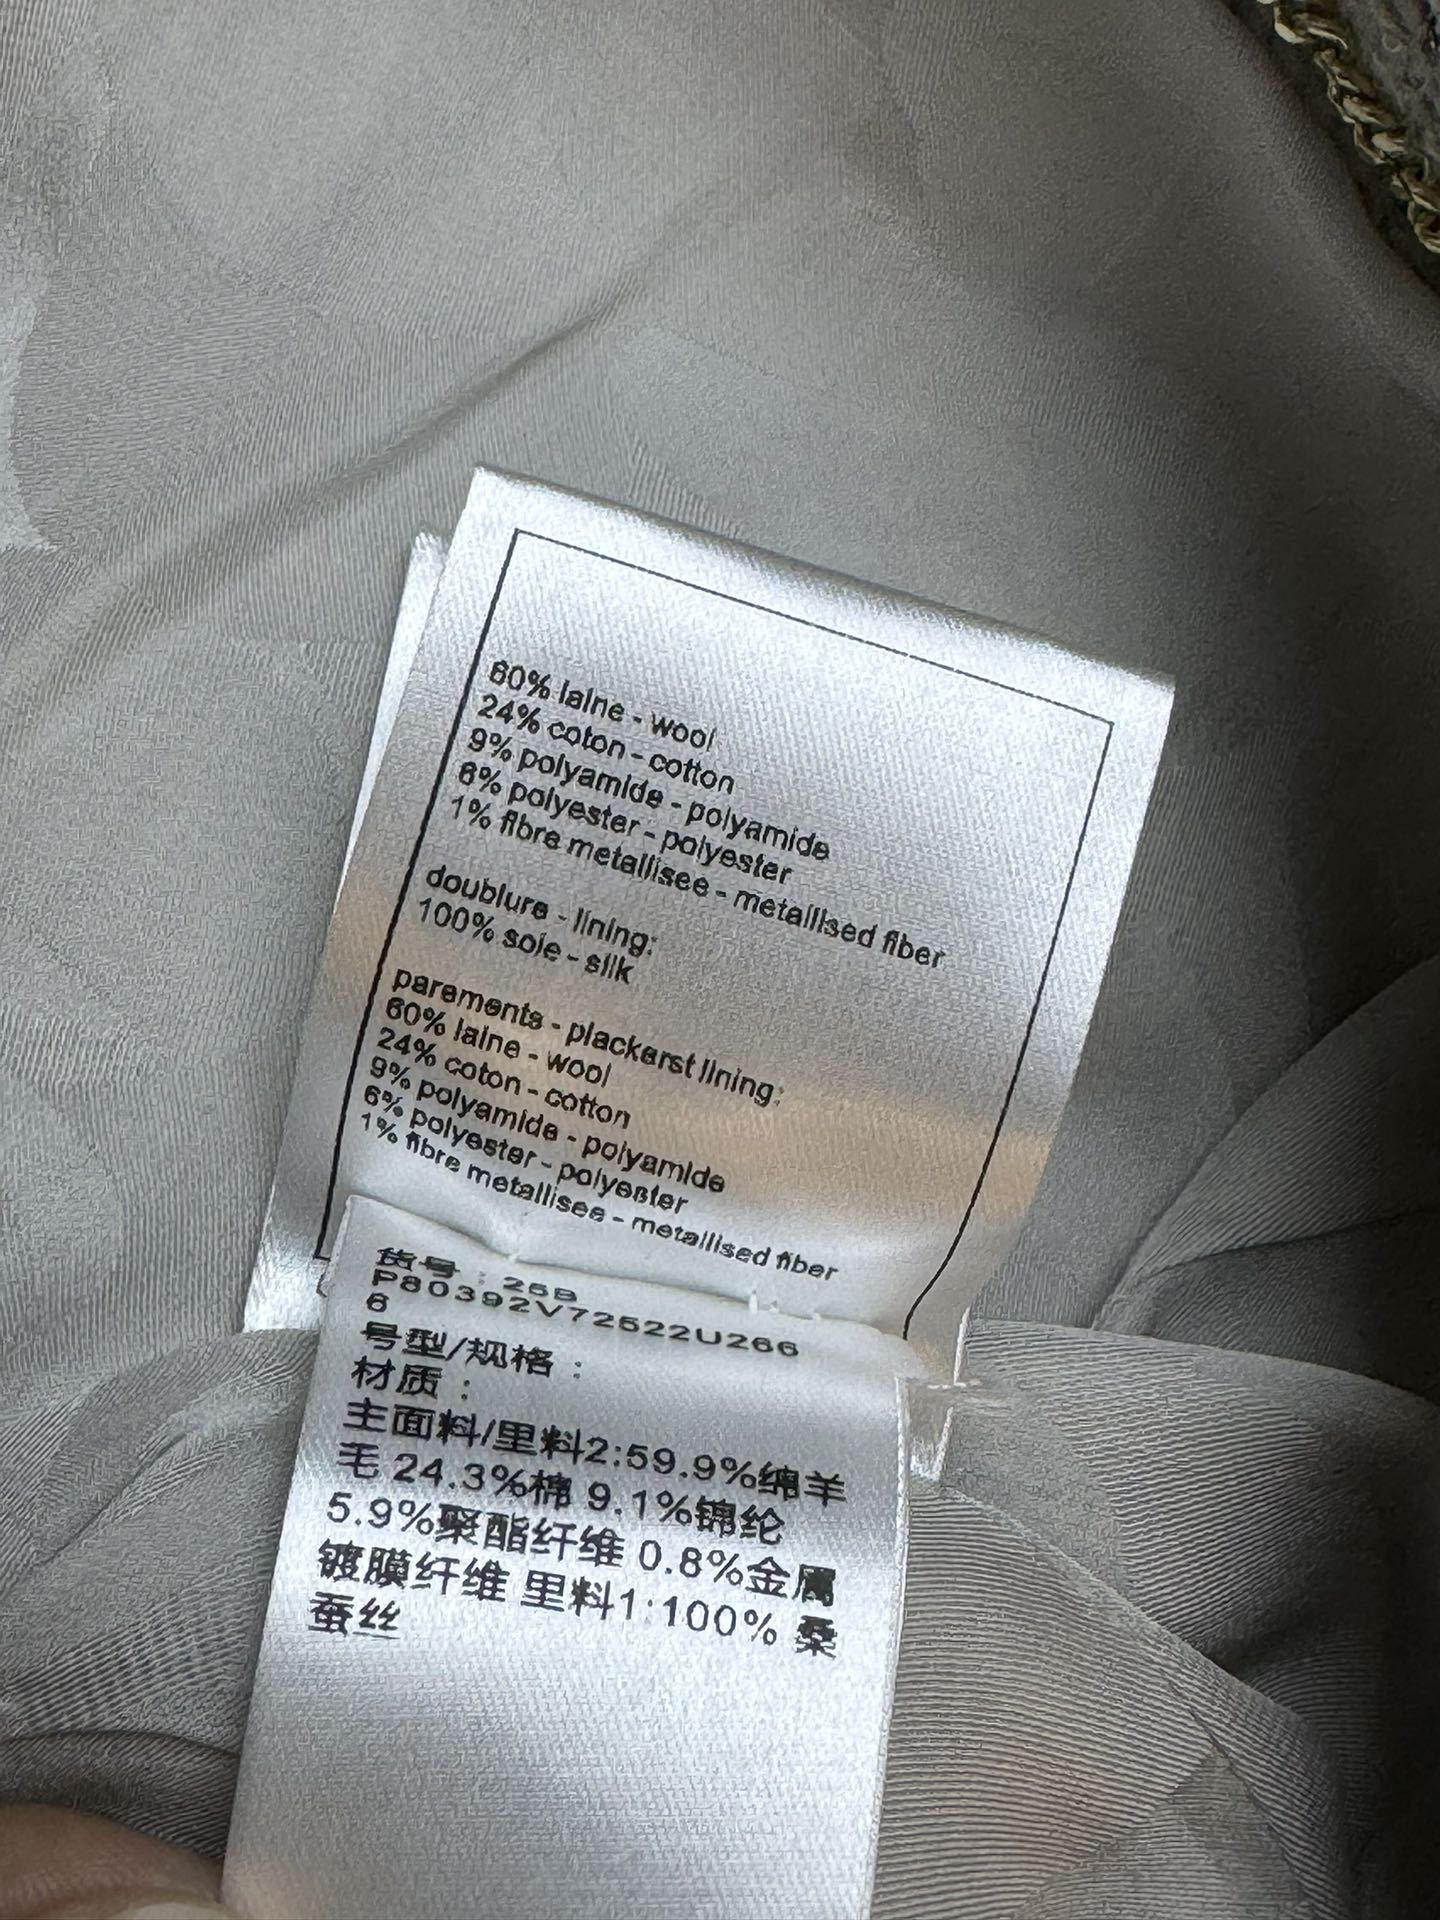 60% laine - wool
24% coton - cotton
9% polyamide - polyamide
6% polyester - polyester
1% fibre metallisee - metallised fiber
doublure - lining:
100% soie - silk
parements - plackerst lining:
60% laine - wool
24% coton - cotton
9% polyamide - polyamide
6% polyester - polyester
1% fibre metallisee - metallised fiber
货号：25B
P80392V72522U266
6
号型/规格：
材质：
主面料/里料2:59.9%绵羊
毛 24.3%棉 9.1%锦纶
5.9%聚酯纤维 0.8%金属
镀膜纤维 里料1:100% 桑
蚕丝